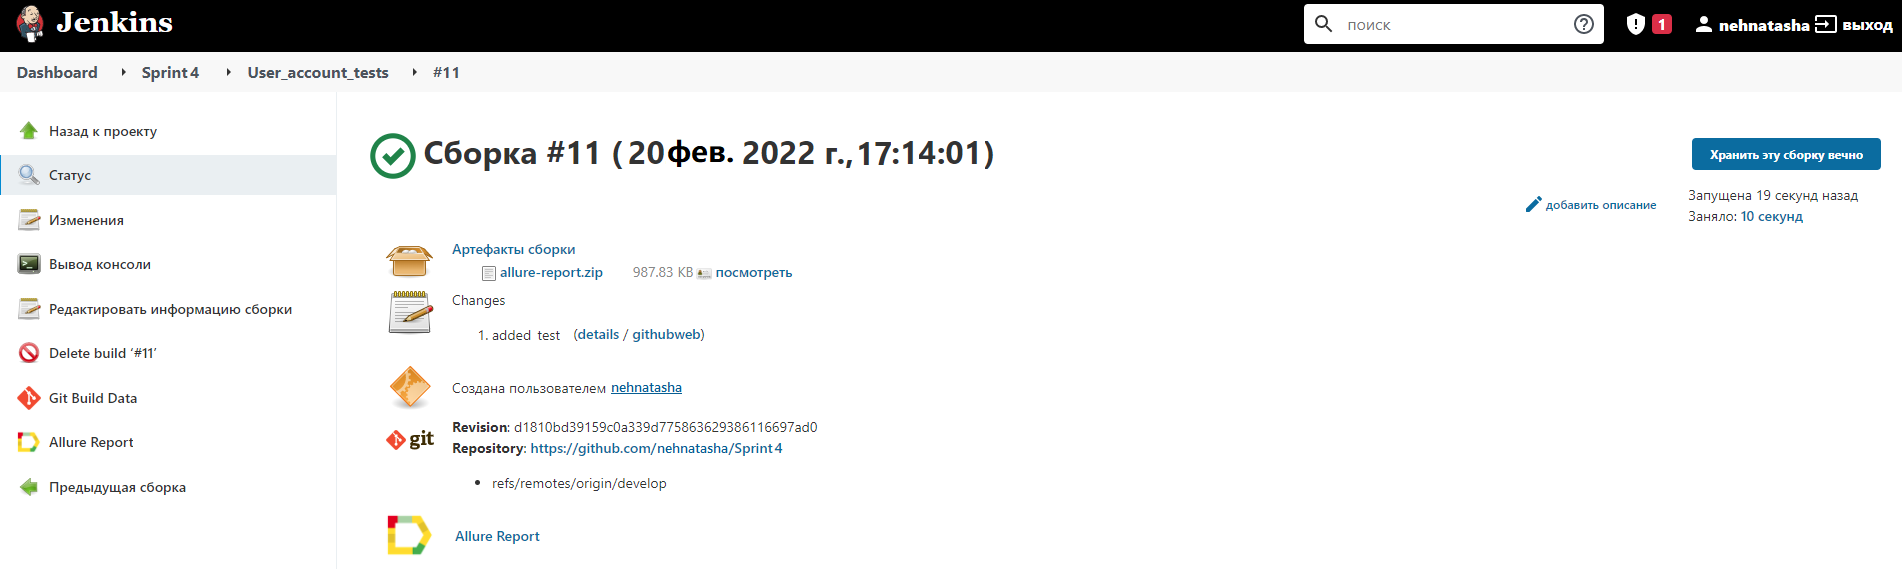 Jenkins
поиск
1
nehnatasha
выход
Dashboard
Sprint 4
User_account_tests
#11
Назад к проекту
Статус
Изменения
Вывод консоли
Редактировать информацию сборки
Delete build ‘#11’
Git Build Data
Allure Report
Предыдущая сборка
Сборка #11 (20 фев. 2022 г., 17:14:01)
Хранить эту сборку вечно
добавить описание
Запущена 19 секунд назад
Заняло: 10 секунд
Артефакты сборки
allure-report.zip 987.83 KB посмотреть
Changes
1. added test (details / githubweb)
Создана пользователем nehnatasha
git
Revision: d1810bd39159c0a339d775863629386116697ad0
Repository: https://github.com/nehnatasha/Sprint4
• refs/remotes/origin/develop
Allure Report